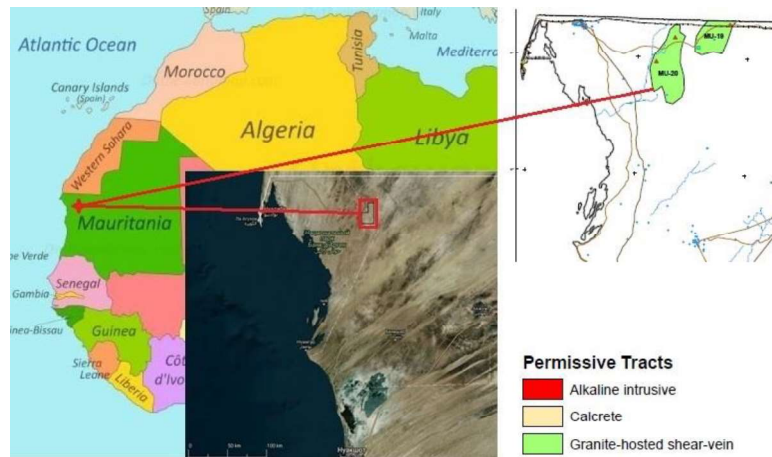 Atlantic Ocean
Italy
Malta
Mediterr
Tunisia
Morocco
Canary Islands
(Spain)
Algeria
Libya
Western Sahara
Mauritania
pe Verde
Senegal
Gambia
inea-Bissau
Guinea
Sierra
Leone
Liberia
Côt
d'Ivo
MU-19
MU-20
Permissive Tracts
Alkaline intrusive
Calcrete
Granite-hosted shear-vein